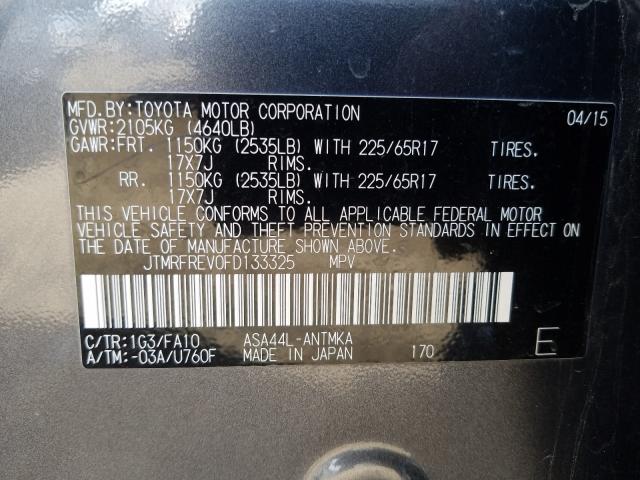 MFD.BY:TOYOTA MOTOR CORPORATION 04/15
GVWR:2105KG (4640LB)
GAWR:FRT. 1150KG (2535LB) WITH 225/65R17 TIRES.
17X7J RIMS.
RR. 1150KG (2535LB) WITH 225/65R17 TIRES.
17X7J RIMS.
THIS VEHICLE CONFORMS TO ALL APPLICABLE FEDERAL MOTOR
VEHICLE SAFETY AND THEFT PREVENTION STANDARDS IN EFFECT ON
THE DATE OF MANUFACTURE SHOWN ABOVE.
JTMRFREV0FD133325 MPV
C/TR:1G3/FA10 ASA44L-ANTMKA
A/TM:-03A/U760F MADE IN JAPAN 170 E